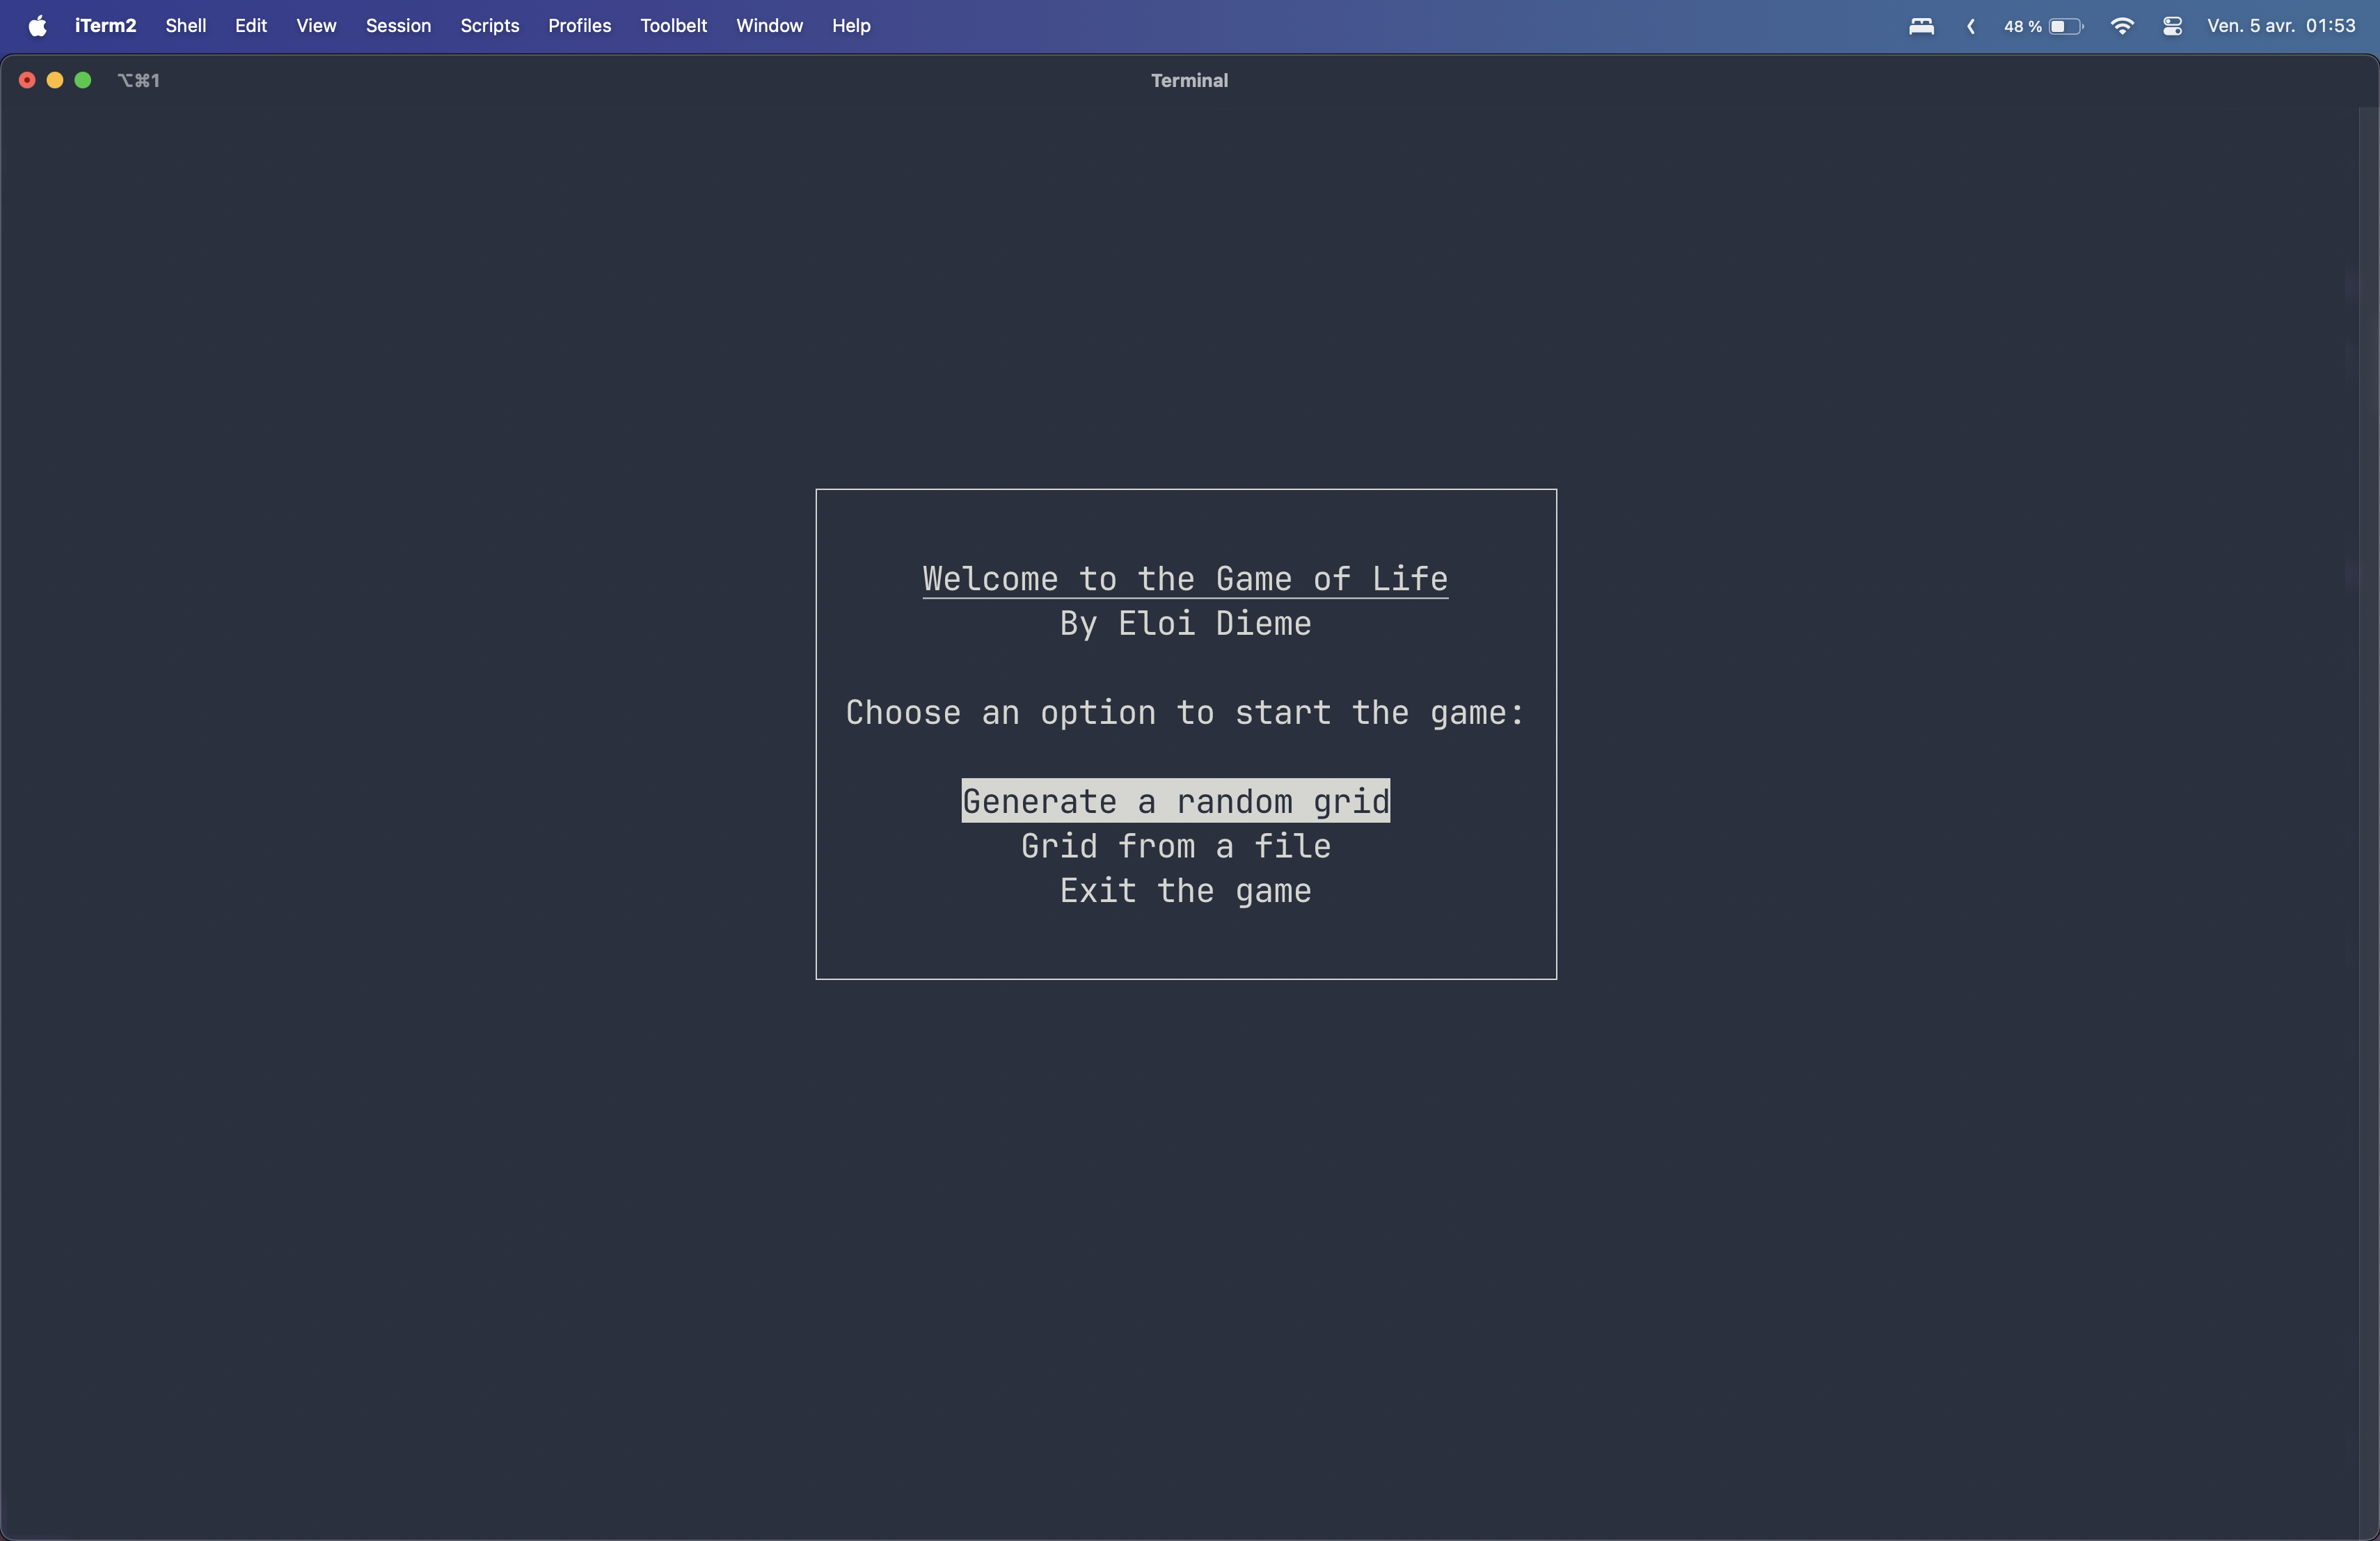 iTerm2 Shell Edit View Session Scripts Profiles Toolbelt Window Help 48 % Ven. 5 avr. 01:53
⌥⌘1 Terminal
Welcome to the Game of Life
By Eloi Dieme
Choose an option to start the game:
Generate a random grid
Grid from a file
Exit the game